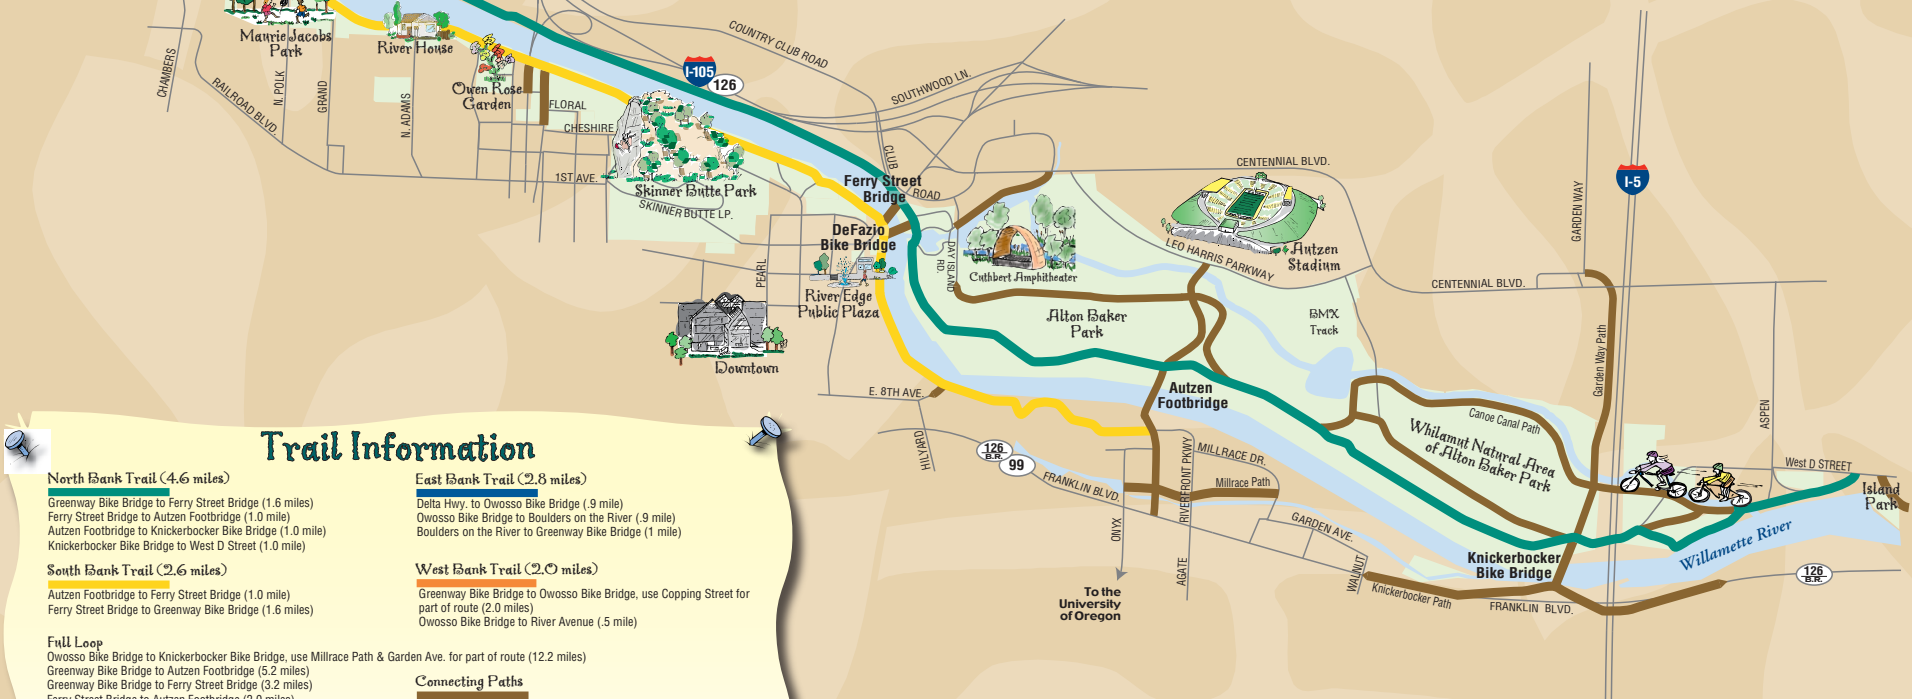 Maurie Jacobs
Park
River House
Owen Rose
Garden
CHAMBERS
RAILROAD BLVD.
N. POLK
GRAND
N. ADAMS
FLORAL
CHESHIRE
1ST AVE.
Skinner Butte Park
SKINNER BUTTE LP.
I-105
126
COUNTRY CLUB ROAD
SOUTHWOOD LN.
CLUB
ROAD
Ferry Street
Bridge
DeFazio
Bike Bridge
PEARL
River Edge
Public Plaza
Downtown
DAY ISLAND
RD.
Cuthbert Amphitheater
CENTENNIAL BLVD.
LEO HARRIS PARKWAY
Autzen
Stadium
GARDEN WAY
I-5
CENTENNIAL BLVD.
Alton Baker
Park
BMX
Track
Garden Way Path
ASPEN
E. 8TH AVE.
HILYARD
Autzen
Footbridge
126
B.R.
99
FRANKLIN BLVD.
MILLRACE DR.
Millrace Path
RIVERFRONT PKWY
ONYX
AGATE
GARDEN AVE.
WALNUT
To the
University
of Oregon
Canoe Canal Path
Whilamut Natural Area
of Alton Baker Park
West D STREET
Island
Park
Willamette River
Knickerbocker
Bike Bridge
Knickerbocker Path
FRANKLIN BLVD.
126
B.R.
Trail Information
North Bank Trail (4.6 miles)
Greenway Bike Bridge to Ferry Street Bridge (1.6 miles)
Ferry Street Bridge to Autzen Footbridge (1.0 mile)
Autzen Footbridge to Knickerbocker Bike Bridge (1.0 mile)
Knickerbocker Bike Bridge to West D Street (1.0 mile)
South Bank Trail (2.6 miles)
Autzen Footbridge to Ferry Street Bridge (1.0 mile)
Ferry Street Bridge to Greenway Bike Bridge (1.6 miles)
East Bank Trail (2.8 miles)
Delta Hwy. to Owosso Bike Bridge (.9 mile)
Owosso Bike Bridge to Boulders on the River (.9 mile)
Boulders on the River to Greenway Bike Bridge (1 mile)
West Bank Trail (2.0 miles)
Greenway Bike Bridge to Owosso Bike Bridge, use Copping Street for
part of route (2.0 miles)
Owosso Bike Bridge to River Avenue (.5 mile)
Full Loop
Owosso Bike Bridge to Knickerbocker Bike Bridge, use Millrace Path & Garden Ave. for part of route (12.2 miles)
Greenway Bike Bridge to Autzen Footbridge (5.2 miles)
Greenway Bike Bridge to Ferry Street Bridge (3.2 miles)
Ferry Street Bridge to Autzen Footbridge (2.0 miles)
Connecting Paths